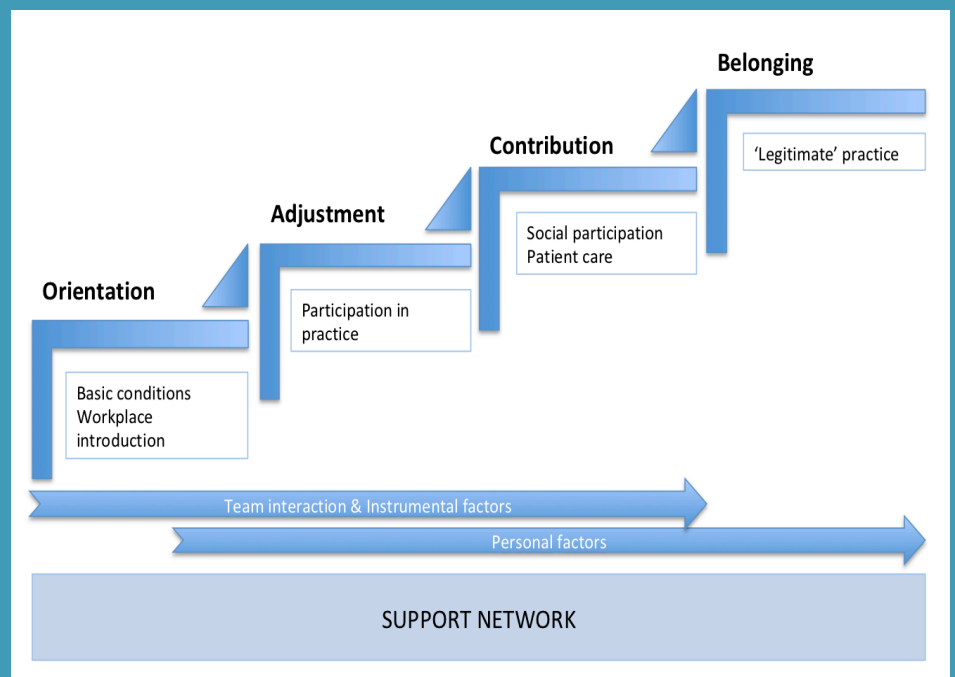 Belonging
'Legitimate' practice
Contribution
Social participation
Patient care
Adjustment
Participation in
practice
Orientation
Basic conditions
Workplace
introduction
Team interaction & Instrumental factors
Personal factors
SUPPORT NETWORK